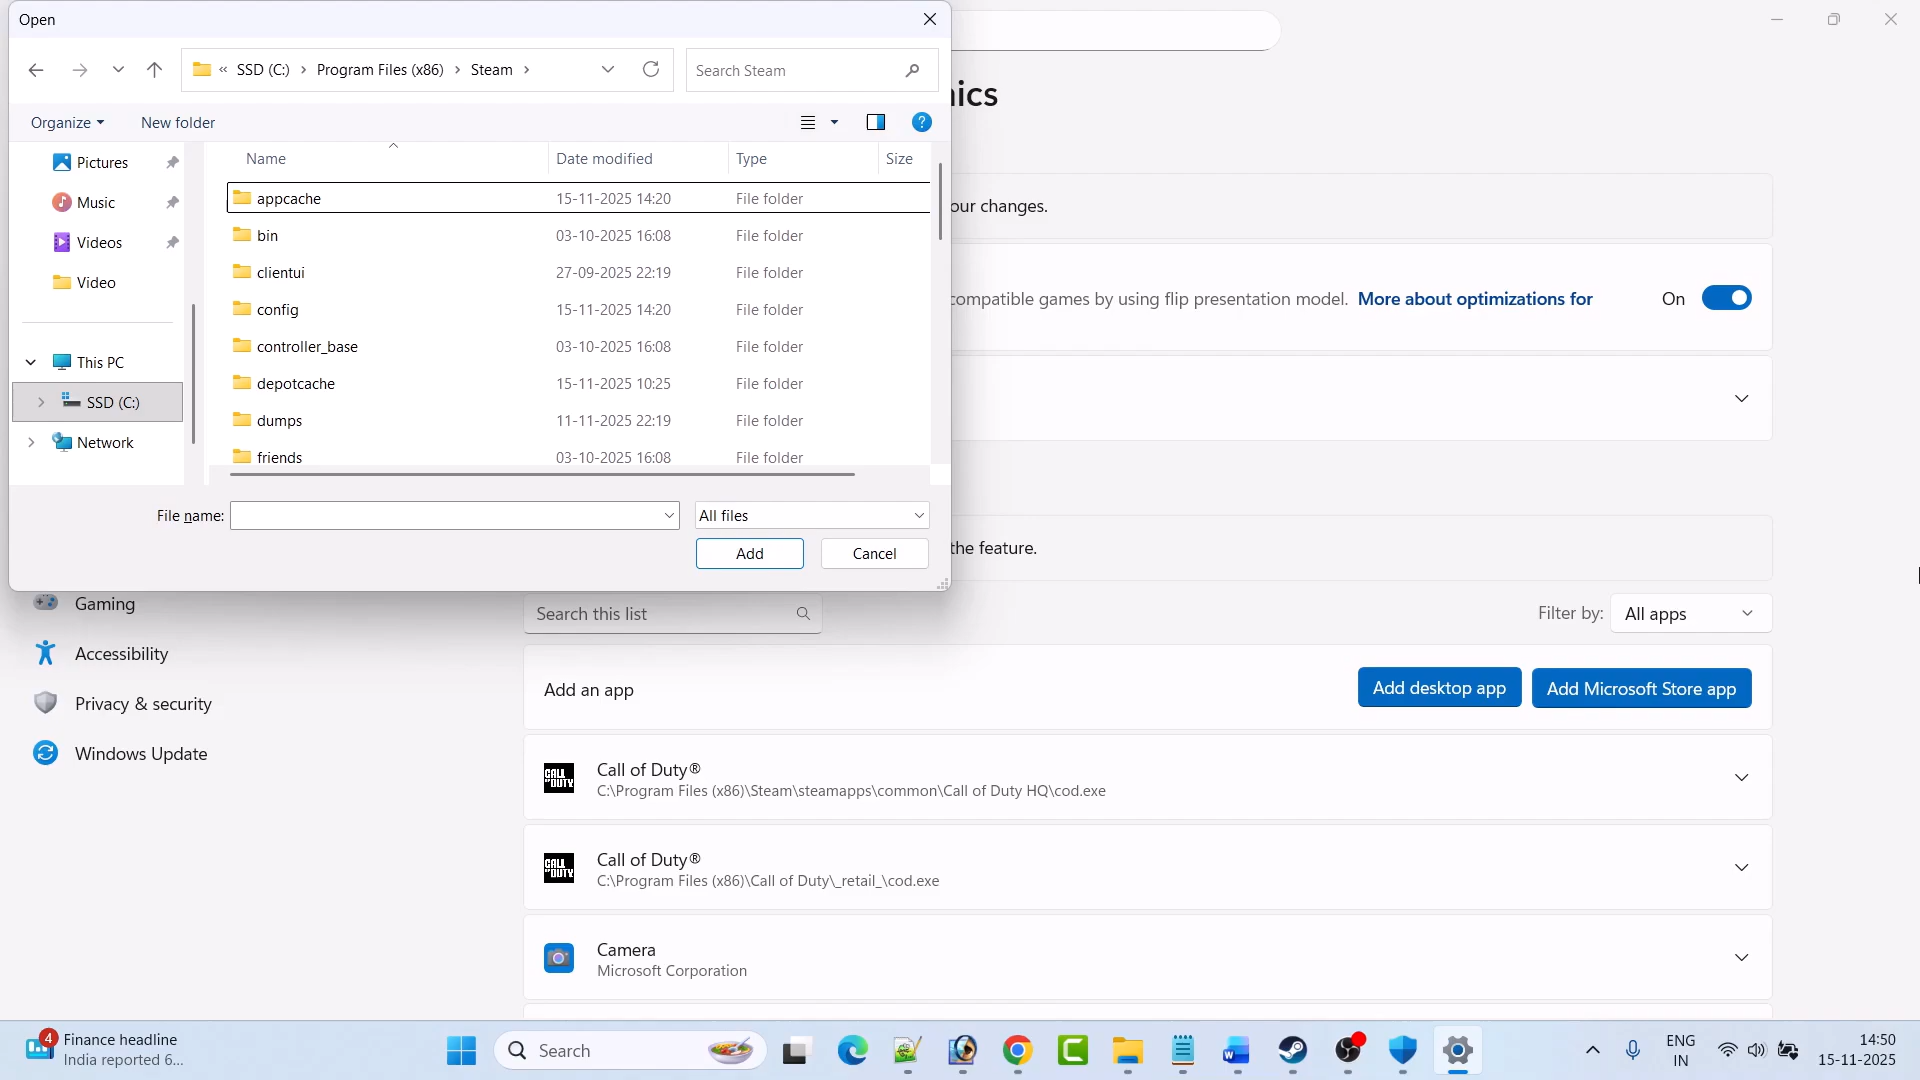 Open
« SSD (C:) › Program Files (x86) › Steam ›
Search Steam
Organize
New folder
?
Pictures
Music
Videos
Video
This PC
SSD (C:)
Network
Name Date modified Type Size
appcache 15-11-2025 14:20 File folder
bin 03-10-2025 16:08 File folder
clientui 27-09-2025 22:19 File folder
config 15-11-2025 14:20 File folder
controller_base 03-10-2025 16:08 File folder
depotcache 15-11-2025 10:25 File folder
dumps 11-11-2025 22:19 File folder
friends 03-10-2025 16:08 File folder
File name:
All files
Add
Cancel
ics
our changes.
compatible games by using flip presentation model. More about optimizations for
On
the feature.
Gaming
Accessibility
Privacy & security
Windows Update
Search this list
Filter by: All apps
Add an app
Add desktop app
Add Microsoft Store app
CALL OF DUTY
Call of Duty®
C:\Program Files (x86)\Steam\steamapps\common\Call of Duty HQ\cod.exe
CALL OF DUTY
Call of Duty®
C:\Program Files (x86)\Call of Duty\_retail_\cod.exe
Camera
Microsoft Corporation
4
Finance headline
India reported 6...
Search
ENG
IN
14:50
15-11-2025